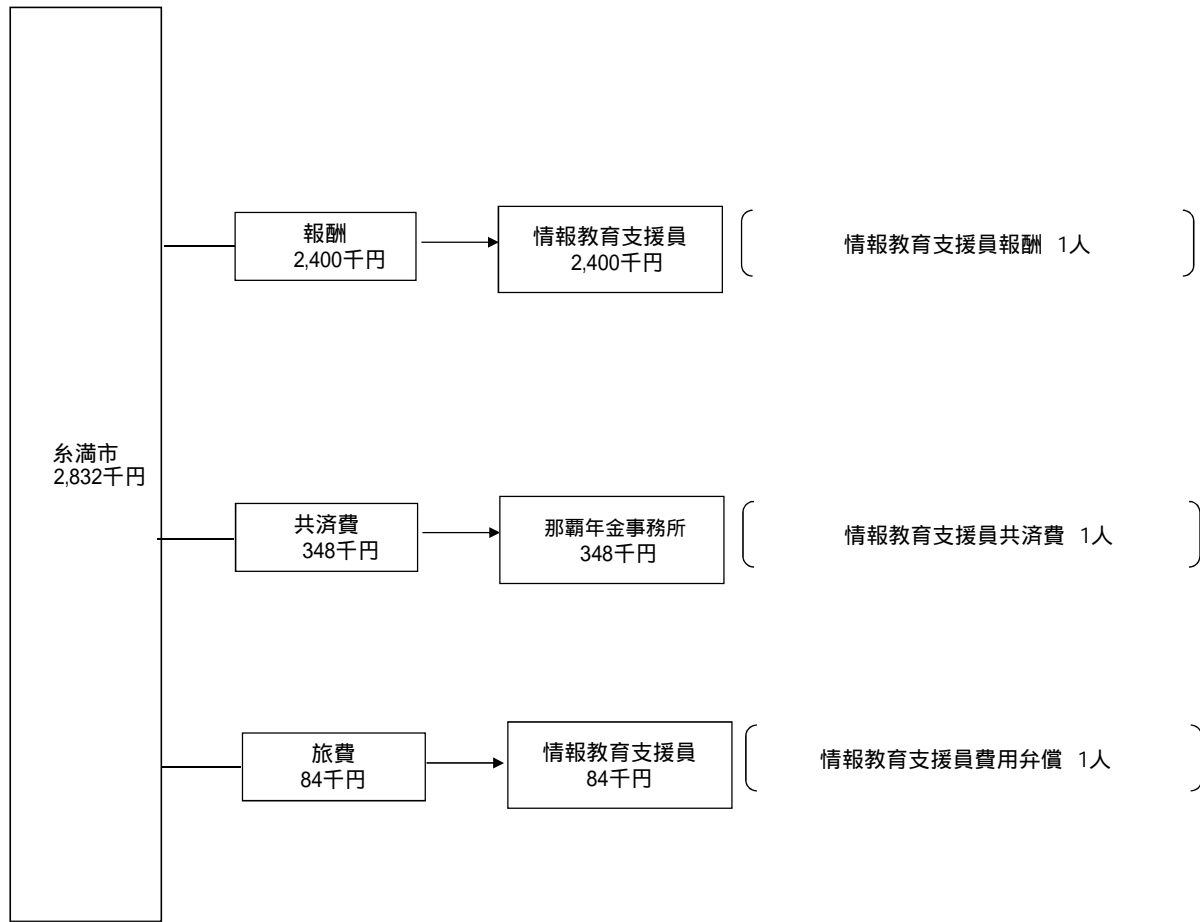 糸満市
2,832千円
報酬
2,400千円
情報教育支援員
2,400千円
情報教育支援員報酬 1人
共済費
348千円
那覇年金事務所
348千円
情報教育支援員共済費 1人
旅費
84千円
情報教育支援員
84千円
情報教育支援員費用弁償 1人